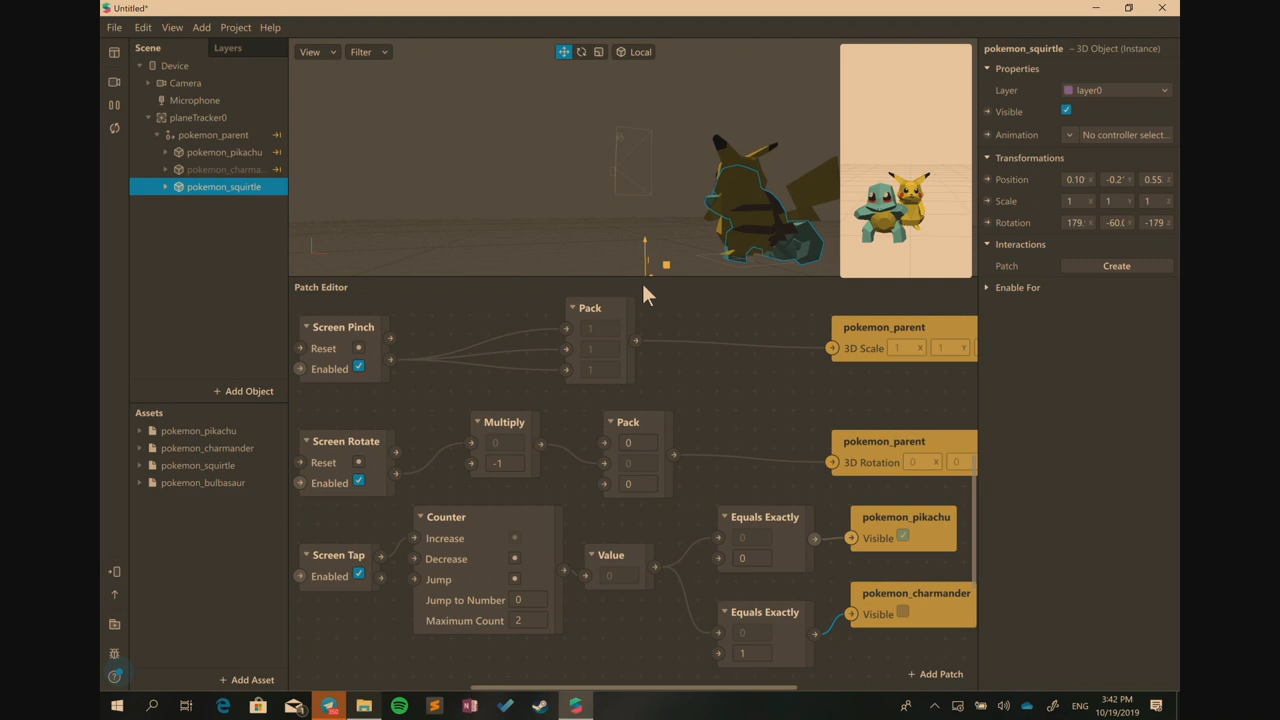 Untitled*
File Edit View Add Project Help
Scene Layers
Device
Camera
Microphone
planeTracker0
pokemon_parent
pokemon_pikachu
pokemon_charma...
pokemon_squirtle
+ Add Object
Assets
pokemon_pikachu
pokemon_charmander
pokemon_squirtle
pokemon_bulbasaur
+ Add Asset
View Filter Local
pokemon_squirtle – 3D Object (Instance)
Properties
Layer layer0
Visible
Animation No controller select...
Transformations
Position 0.10 X -0.2 Y 0.55 Z
Scale 1 X 1 Y 1 Z
Rotation 179. X -60.( Y -179 Z
Interactions
Patch Create
Enable For
Patch Editor
Screen Pinch
Reset
Enabled
Pack
1
1
1
pokemon_parent
3D Scale 1 X 1 Y
Screen Rotate
Reset
Enabled
Multiply
0
-1
Pack
0
0
0
pokemon_parent
3D Rotation 0 X 0
Screen Tap
Enabled
Counter
Increase
Decrease
Jump
Jump to Number 0
Maximum Count 2
Value
0
Equals Exactly
0
0
pokemon_pikachu
Visible
Equals Exactly
0
1
pokemon_charmander
Visible
+ Add Patch
ENG
3:42 PM
10/19/2019